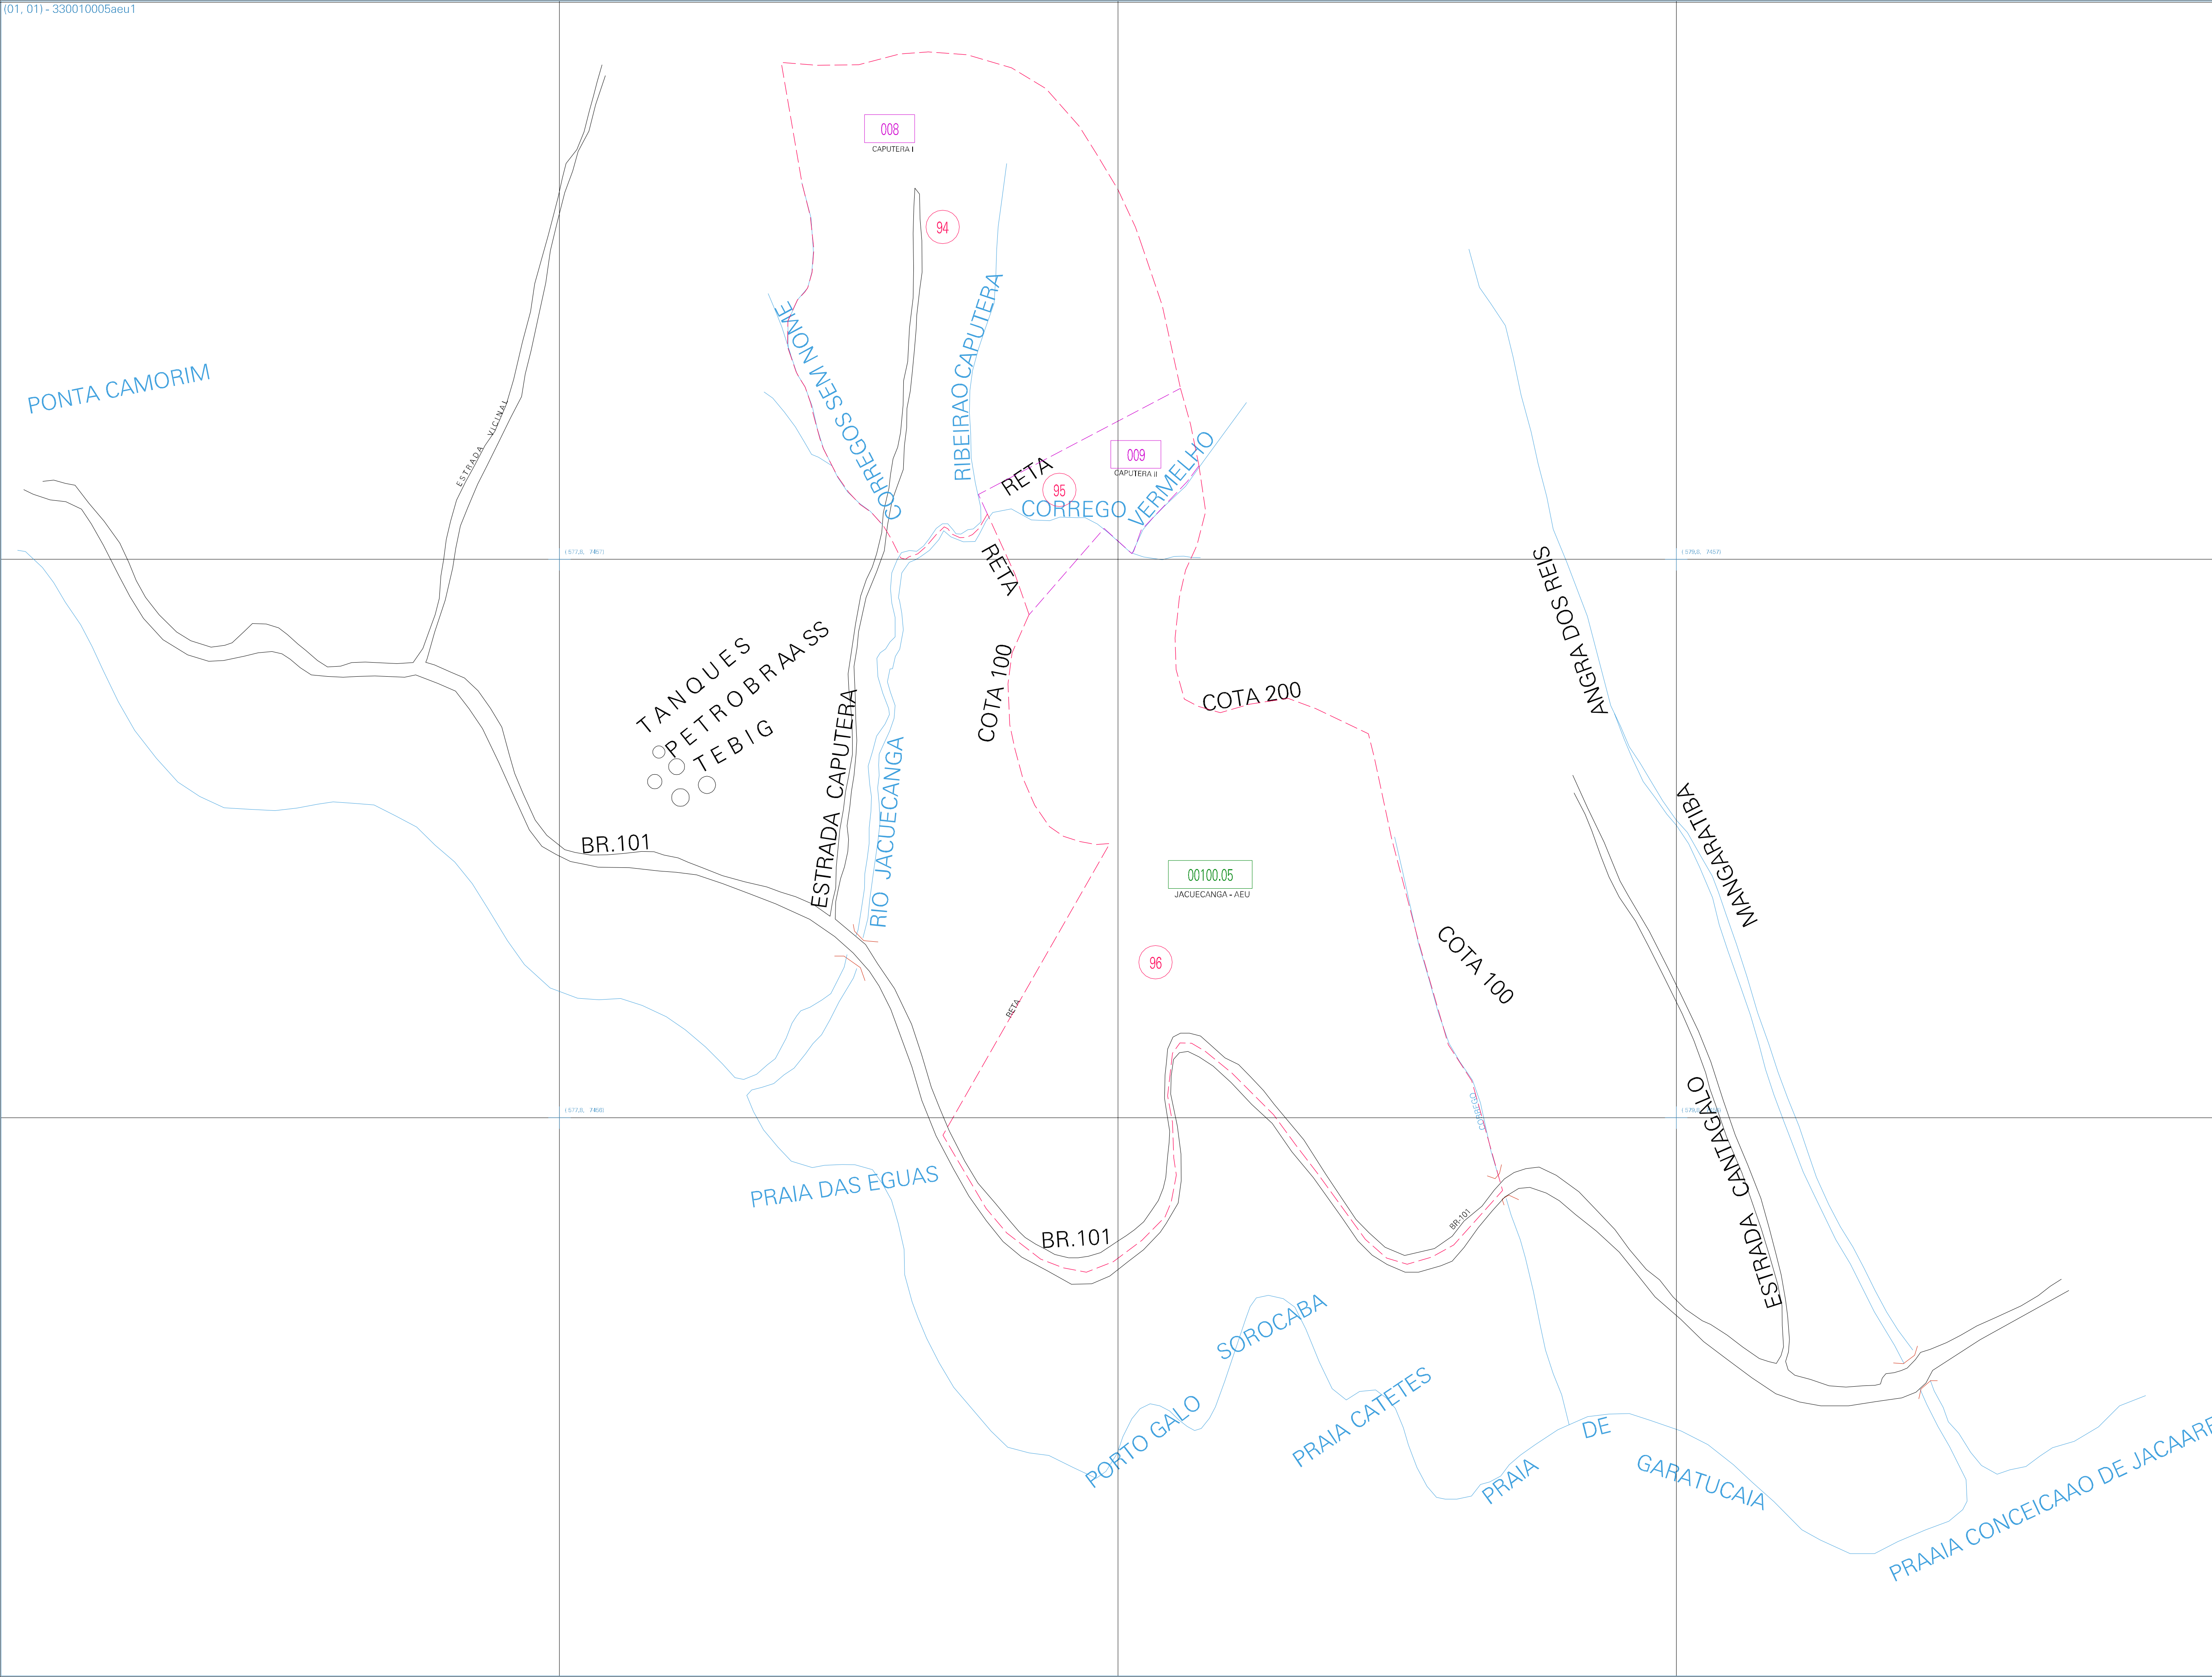 (01, 01) - 330010005aeu1
008
CAPUTERA I
94
CORREGOS SEM NOME
RIBEIRAO CAPUTERA
PONTA CAMORIM
ESTRADA VICINAL
RETA
009
CAPUTERA II
95
CORREGO VERMELHO
RETA
ANGRA DOS REIS
TANQUES
PETROBRAASS
TEBIG
COTA 100
COTA 200
ESTRADA CAPUTERA
RIO JACUECANGA
BR.101
00100.05
JACUECANGA - AEU
MANGARATIBA
96
COTA 100
RETA
CORREGO
ESTRADA CANTAGALO
PRAIA DAS EGUAS
BR.101
BR-101
SOROCABA
PORTO GALO
PRAIA CATETES
PRAIA DE GARATUCAIA
PRAAIA CONCEICAAO DE JACAARE